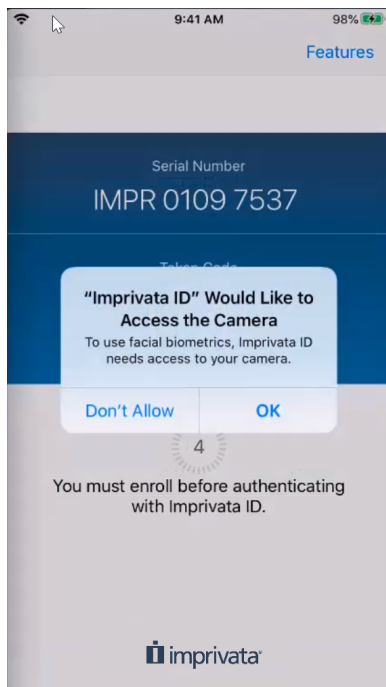 9:41 AM
98%
Features
Serial Number
IMPR 0109 7537
Token Code
“Imprivata ID” Would Like to
Access the Camera
To use facial biometrics, Imprivata ID
needs access to your camera.
Don’t Allow
OK
4
You must enroll before authenticating
with Imprivata ID.
imprivata